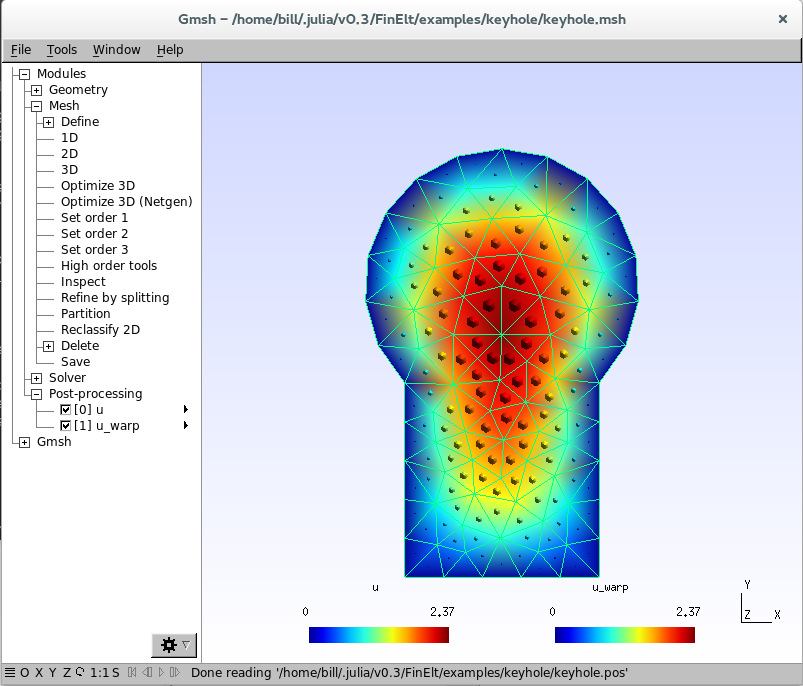 Gmsh - /home/bill/.julia/v0.3/FinElt/examples/keyhole/keyhole.msh
File Tools Window Help
Modules
Geometry
Mesh
Define
1D
2D
3D
Optimize 3D
Optimize 3D (Netgen)
Set order 1
Set order 2
Set order 3
High order tools
Inspect
Refine by splitting
Partition
Reclassify 2D
Delete
Save
Solver
Post-processing
[0] u
[1] u_warp
Gmsh
u u_warp
0 2.37 0 2.37
Y
Z X
O X Y Z 1:1 S Done reading '/home/bill/.julia/v0.3/FinElt/examples/keyhole/keyhole.pos'